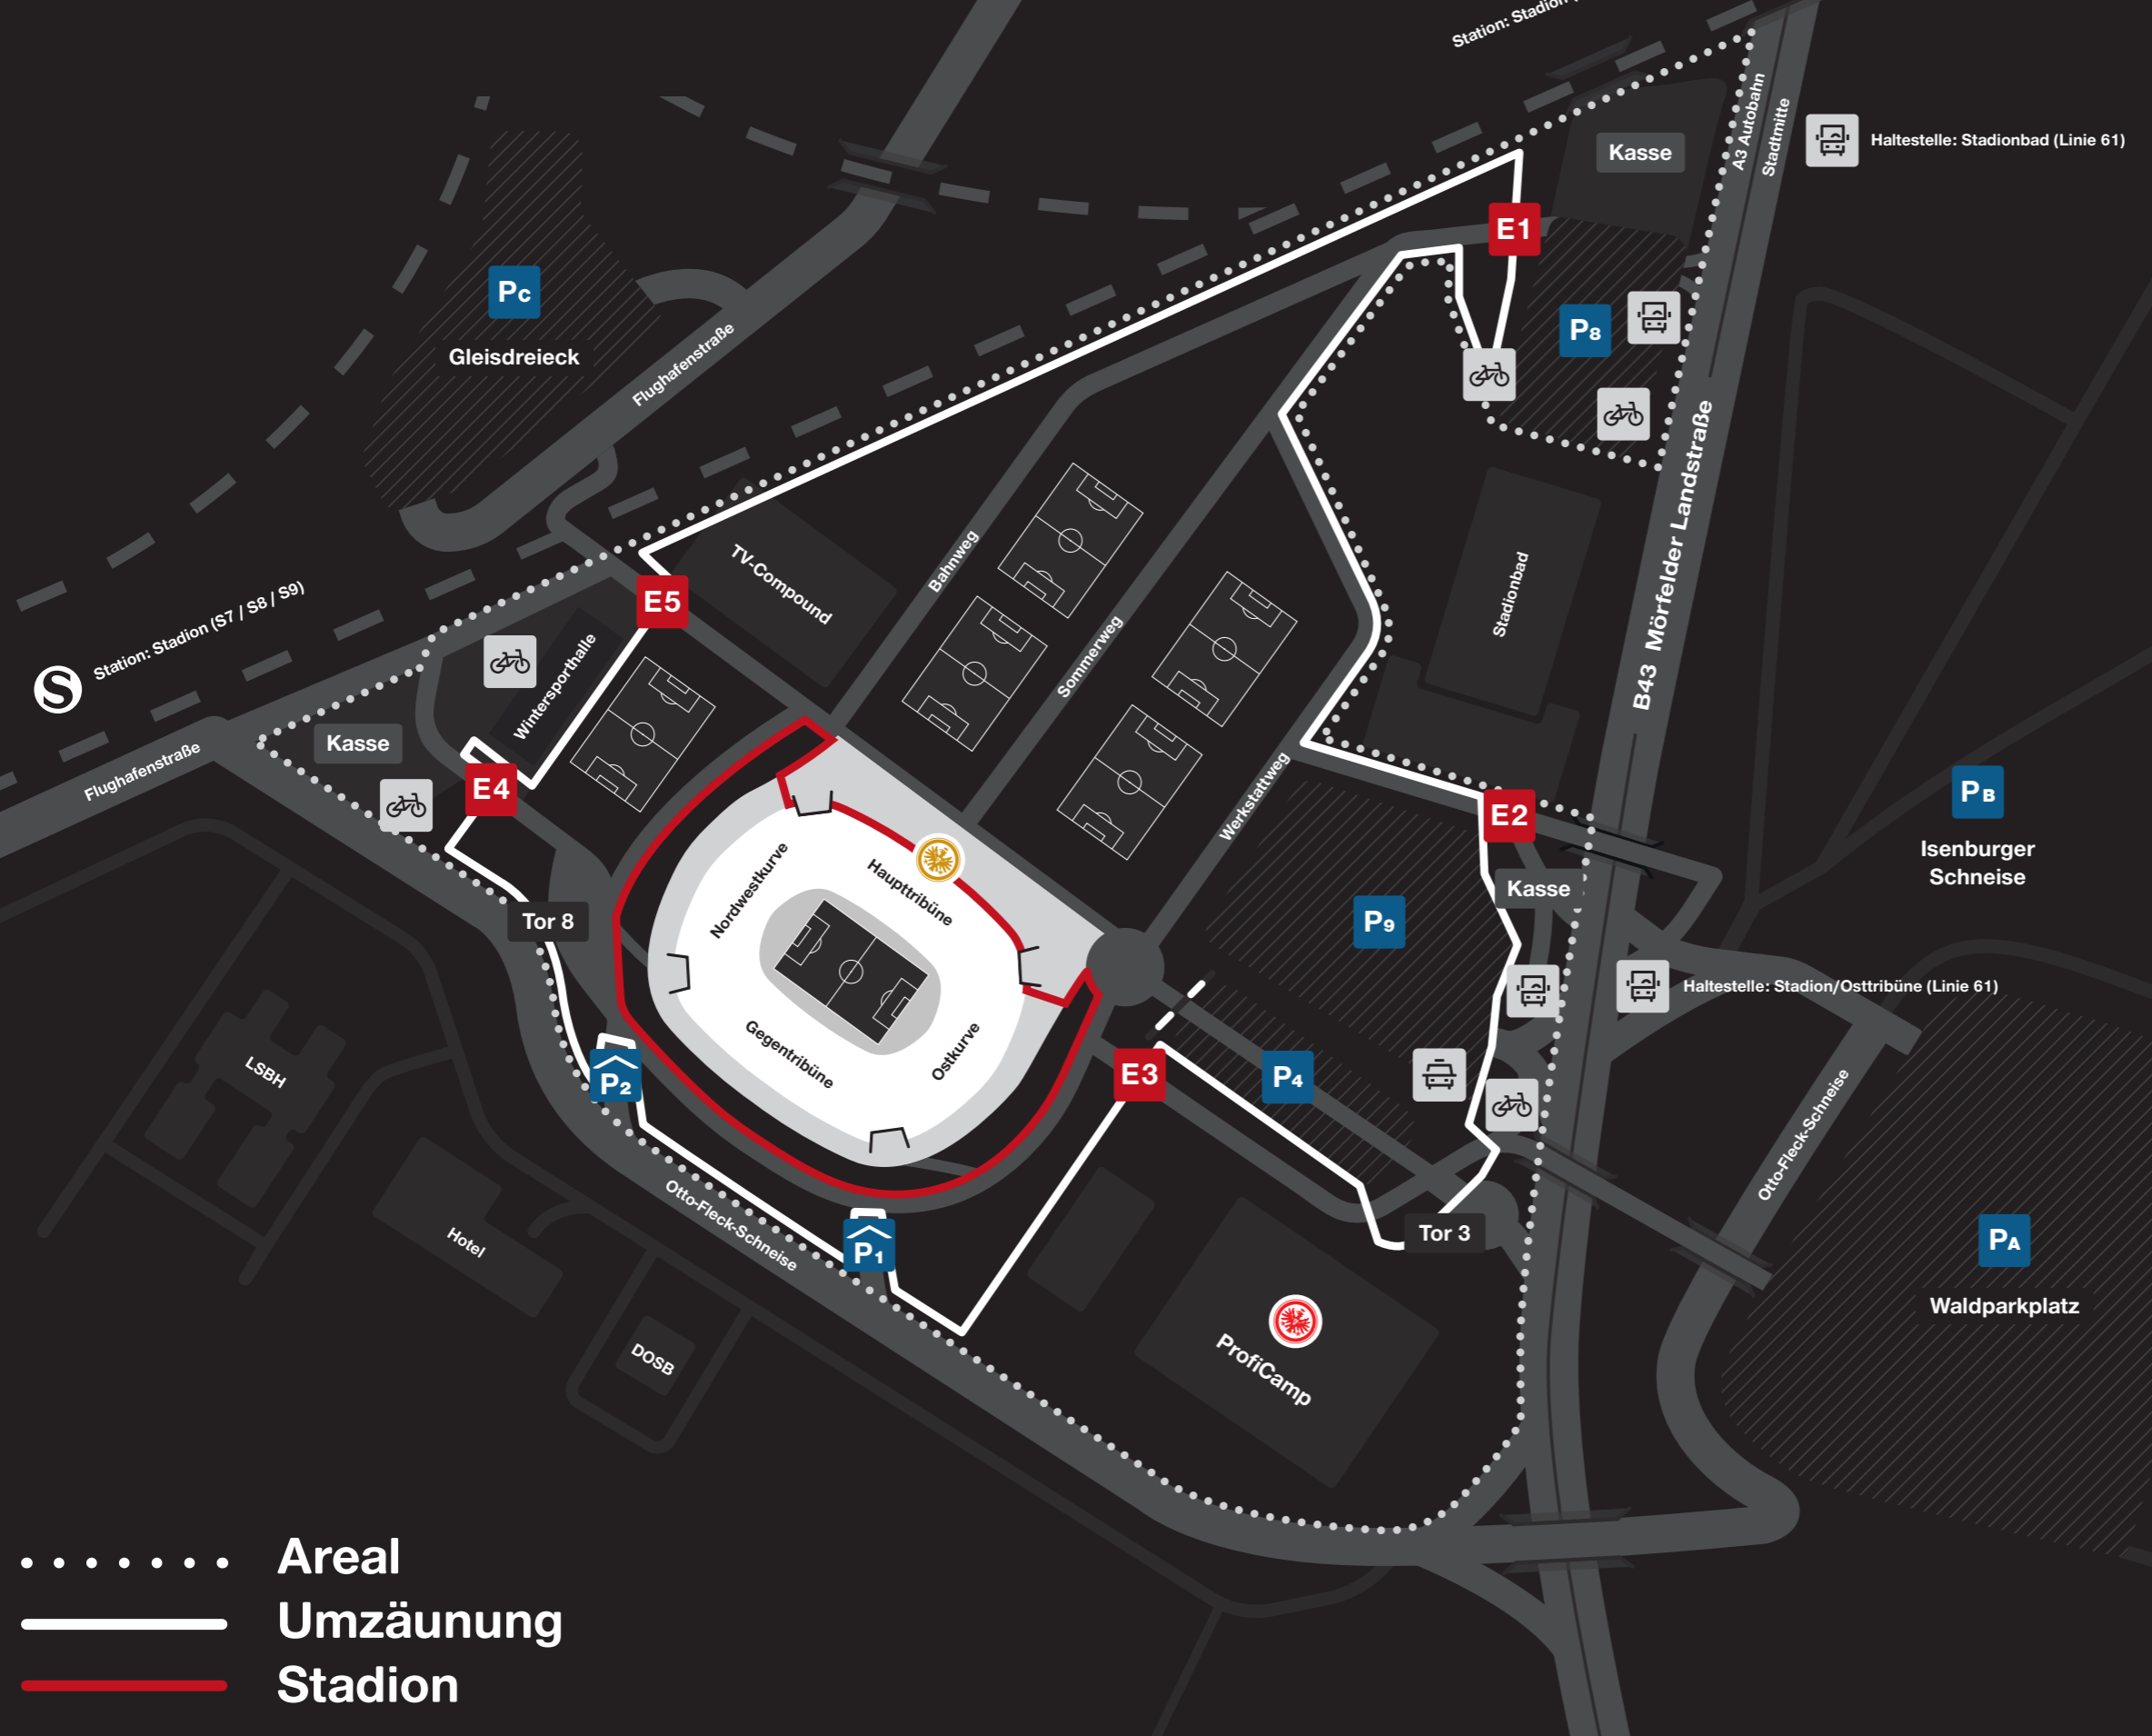 Station: Stadion
A3 Autobahn
Stadtmitte
Haltestelle: Stadionbad (Linie 61)
Kasse
E1
Pc
Gleisdreieck
P8
Flughafenstraße
B43 Mörfelder Landstraße
TV-Compound
Bahnweg
Stadionbad
E5
Station: Stadion (S7 / S8 / S9)
S
Wintersporthalle
Sommerweg
Kasse
Flughafenstraße
E4
Werkstattweg
E2
PB
Isenburger
Schneise
Nordwestkurve
Haupttribüne
Kasse
Tor 8
P9
Haltestelle: Stadion/Osttribüne (Linie 61)
Gegentribüne
Ostkurve
LSBH
P2
E3
P4
Otto-Fleck-Schneise
Otto-Fleck-Schneise
Hotel
P1
Tor 3
PA
Waldparkplatz
DOSB
ProfiCamp
Areal
Umzäunung
Stadion